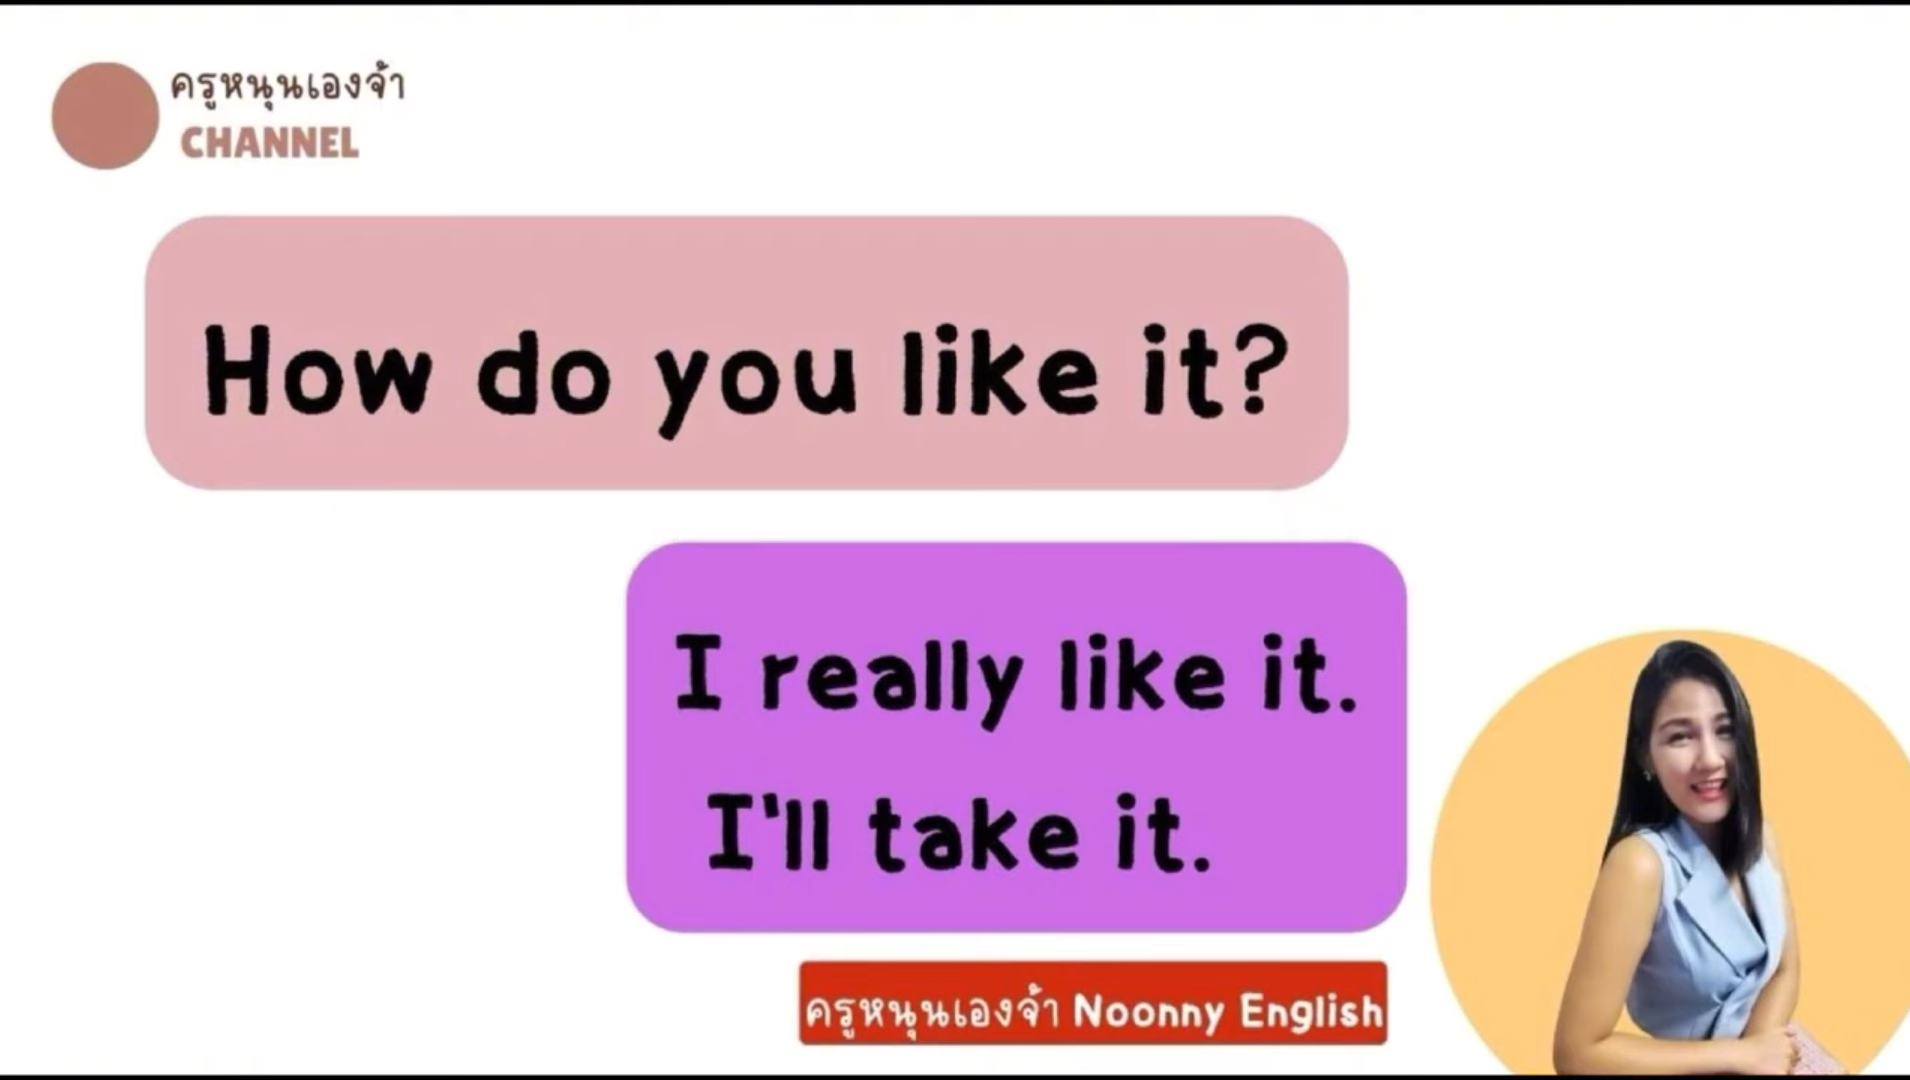 ครูหนุนเองจ้า
CHANNEL
How do you like it?
I really like it.
I'll take it.
ครูหนุนเองจ้า Noonny English